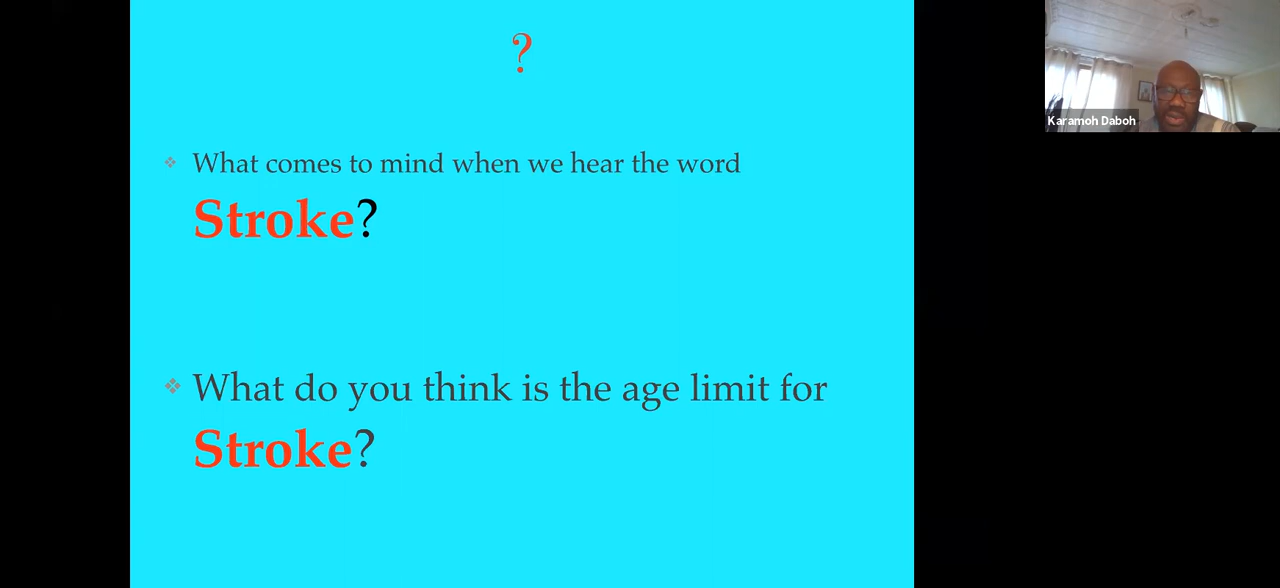 ?
What comes to mind when we hear the word
Stroke?
What do you think is the age limit for
Stroke?
Karamoh Daboh